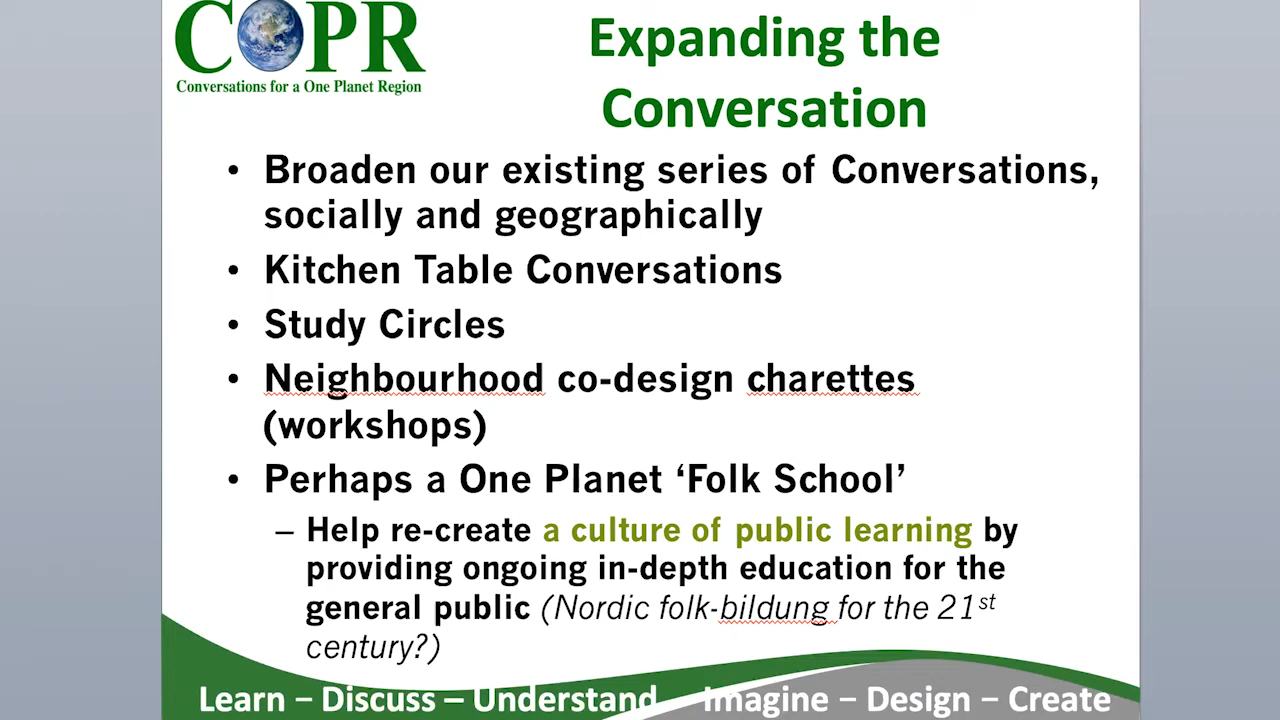 COPR
Conversations for a One Planet Region
Expanding the
Conversation
• Broaden our existing series of Conversations,
socially and geographically
• Kitchen Table Conversations
• Study Circles
• Neighbourhood co-design charettes
(workshops)
• Perhaps a One Planet ‘Folk School’
– Help re-create a culture of public learning by
providing ongoing in-depth education for the
general public (Nordic folk-bildung for the 21st
century?)
Learn – Discuss – Understand Imagine – Design – Create